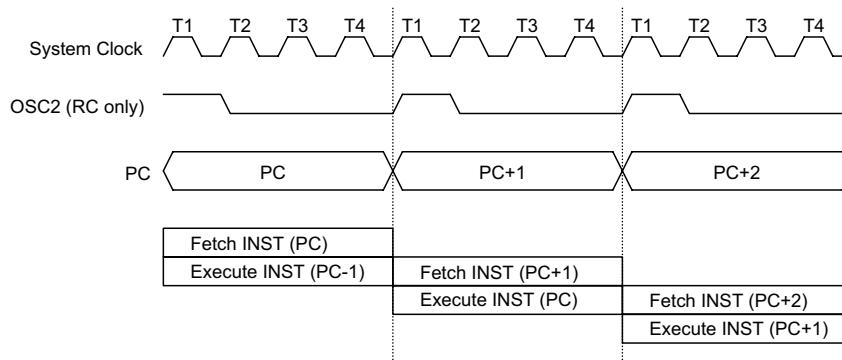 T1 T2 T3 T4 T1 T2 T3 T4 T1 T2 T3 T4
System Clock
OSC2 (RC only)
PC PC PC+1 PC+2
Fetch INST (PC)
Execute INST (PC-1) Fetch INST (PC+1)
Execute INST (PC) Fetch INST (PC+2)
Execute INST (PC+1)